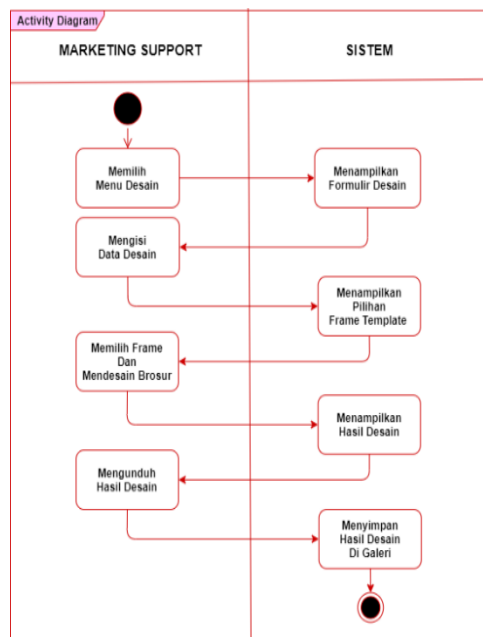 Activity Diagram
MARKETING SUPPORT
SISTEM
Memilih
Menu Desain
Menampilkan
Formulir Desain
Mengisi
Data Desain
Menampilkan
Pilihan
Frame Template
Memilih Frame
Dan
Mendesain Brosur
Menampilkan
Hasil Desain
Mengunduh
Hasil Desain
Menyimpan
Hasil Desain
Di Galeri